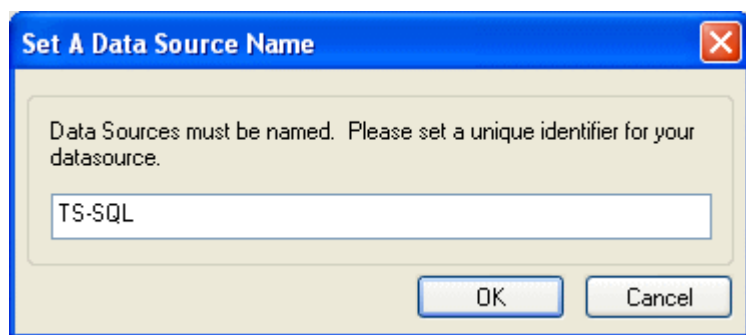 Set A Data Source Name
Data Sources must be named.  Please set a unique identifier for your
datasource.
TS-SQL
OK
Cancel